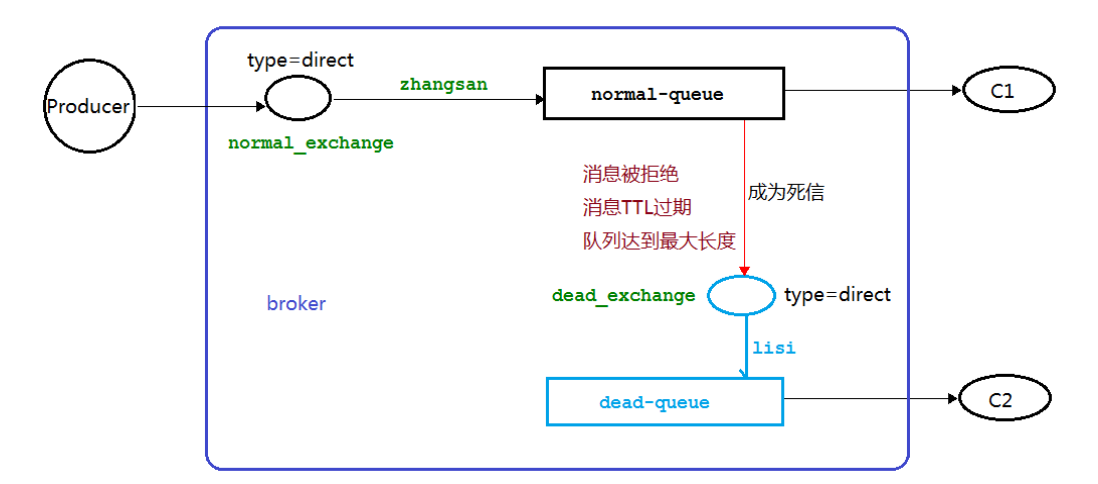 type=direct
zhangsan
Producer
normal-queue
C1
normal_exchange
消息被拒绝
消息TTL过期
成为死信
队列达到最大长度
broker
dead_exchange
type=direct
lisi
dead-queue
C2